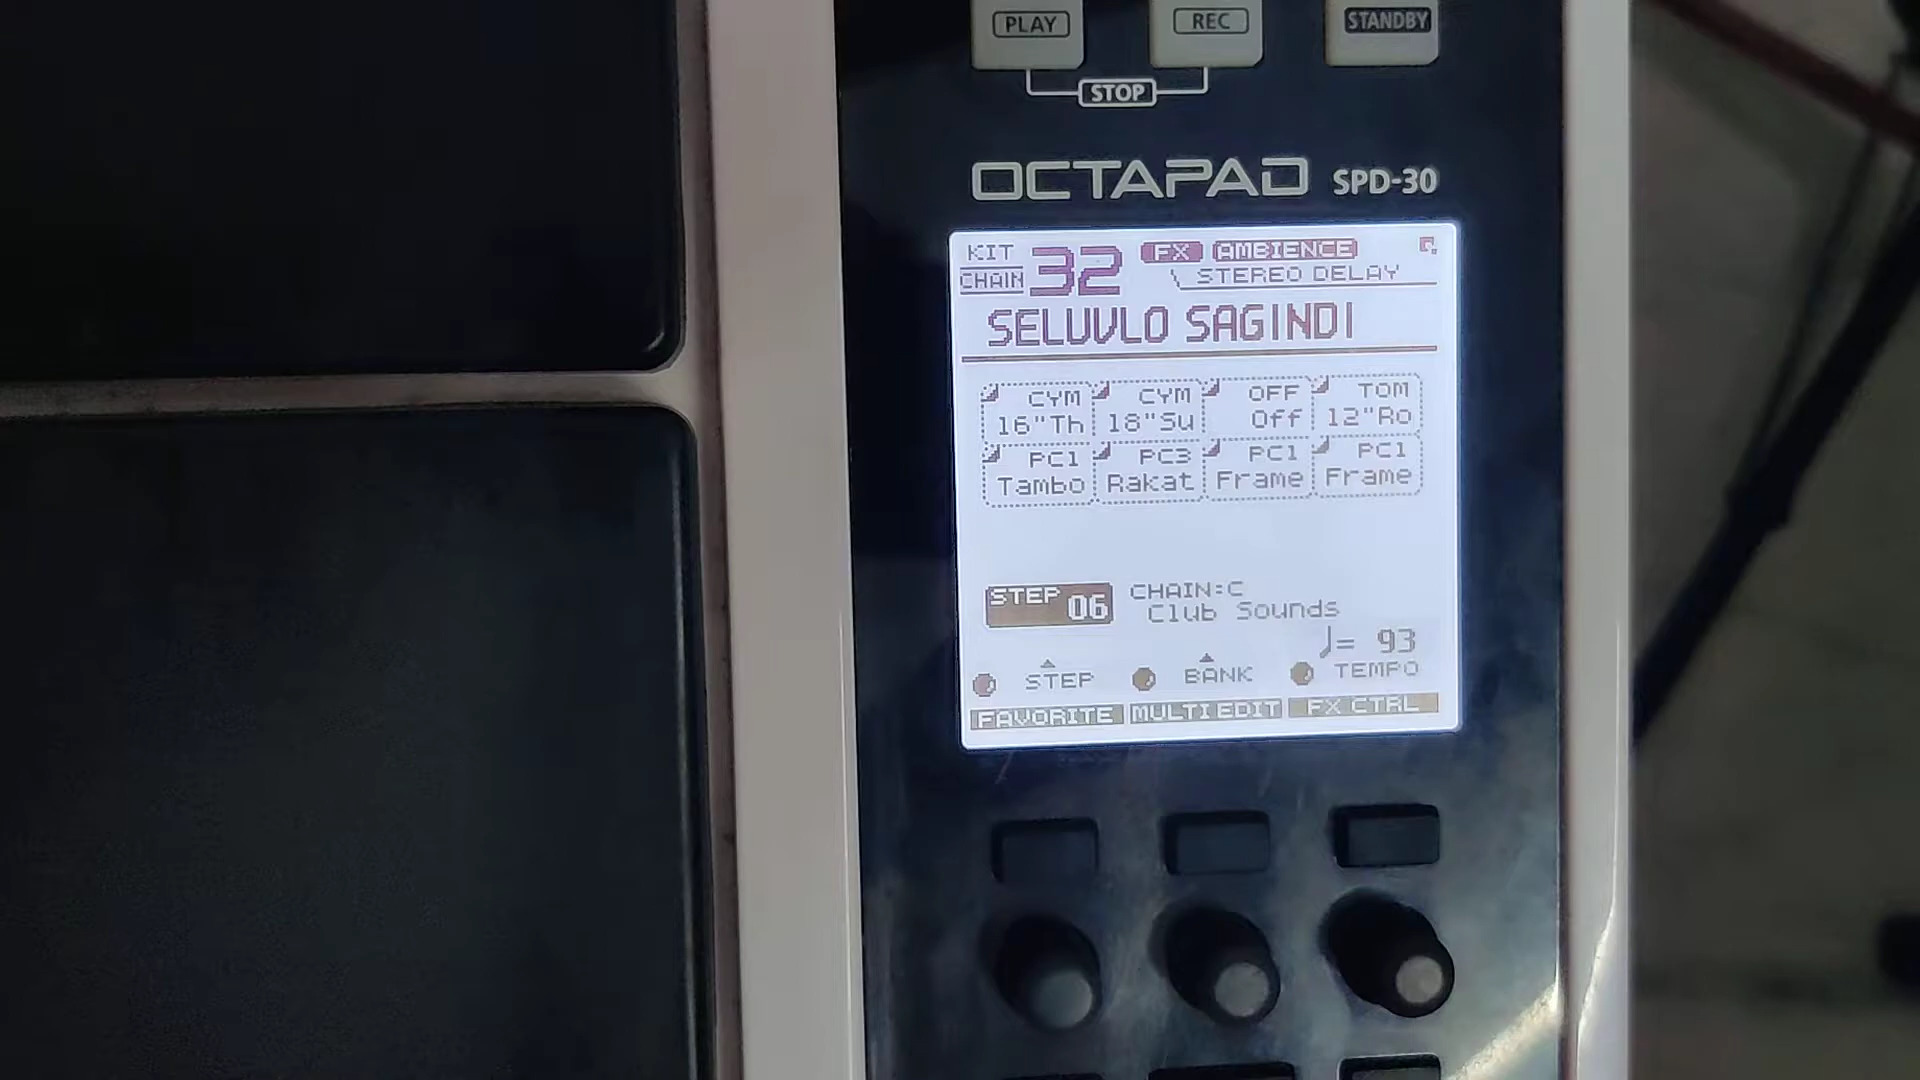 PLAY REC STANDBY
STOP
OCTAPAD SPD-30
KIT 32 FX AMBIENCE
CHAIN STEREO DELAY
SELUVLO SAGINDI
CYM CYM OFF TOM
16"Th 18"Su Off 12"Ro
PC1 PC3 PC1 PC1
Tambo Rakat Frame Frame
STEP 06 CHAIN:C
Club Sounds
♩= 93
STEP BANK TEMPO
FAVORITE MULTI EDIT FX CTRL